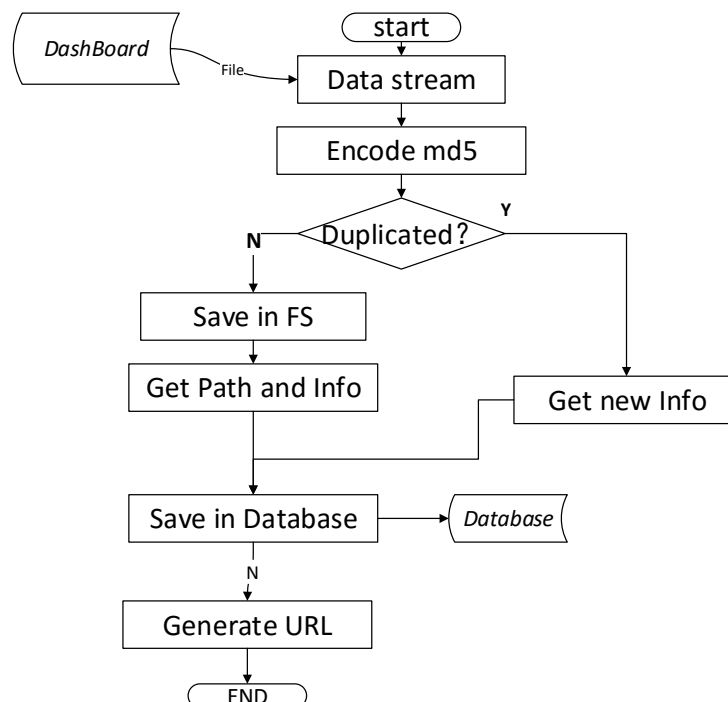 start
DashBoard
File
Data stream
Encode md5
Duplicated?
Y
N
Save in FS
Get Path and Info
Get new Info
Save in Database
Database
N
Generate URL
END